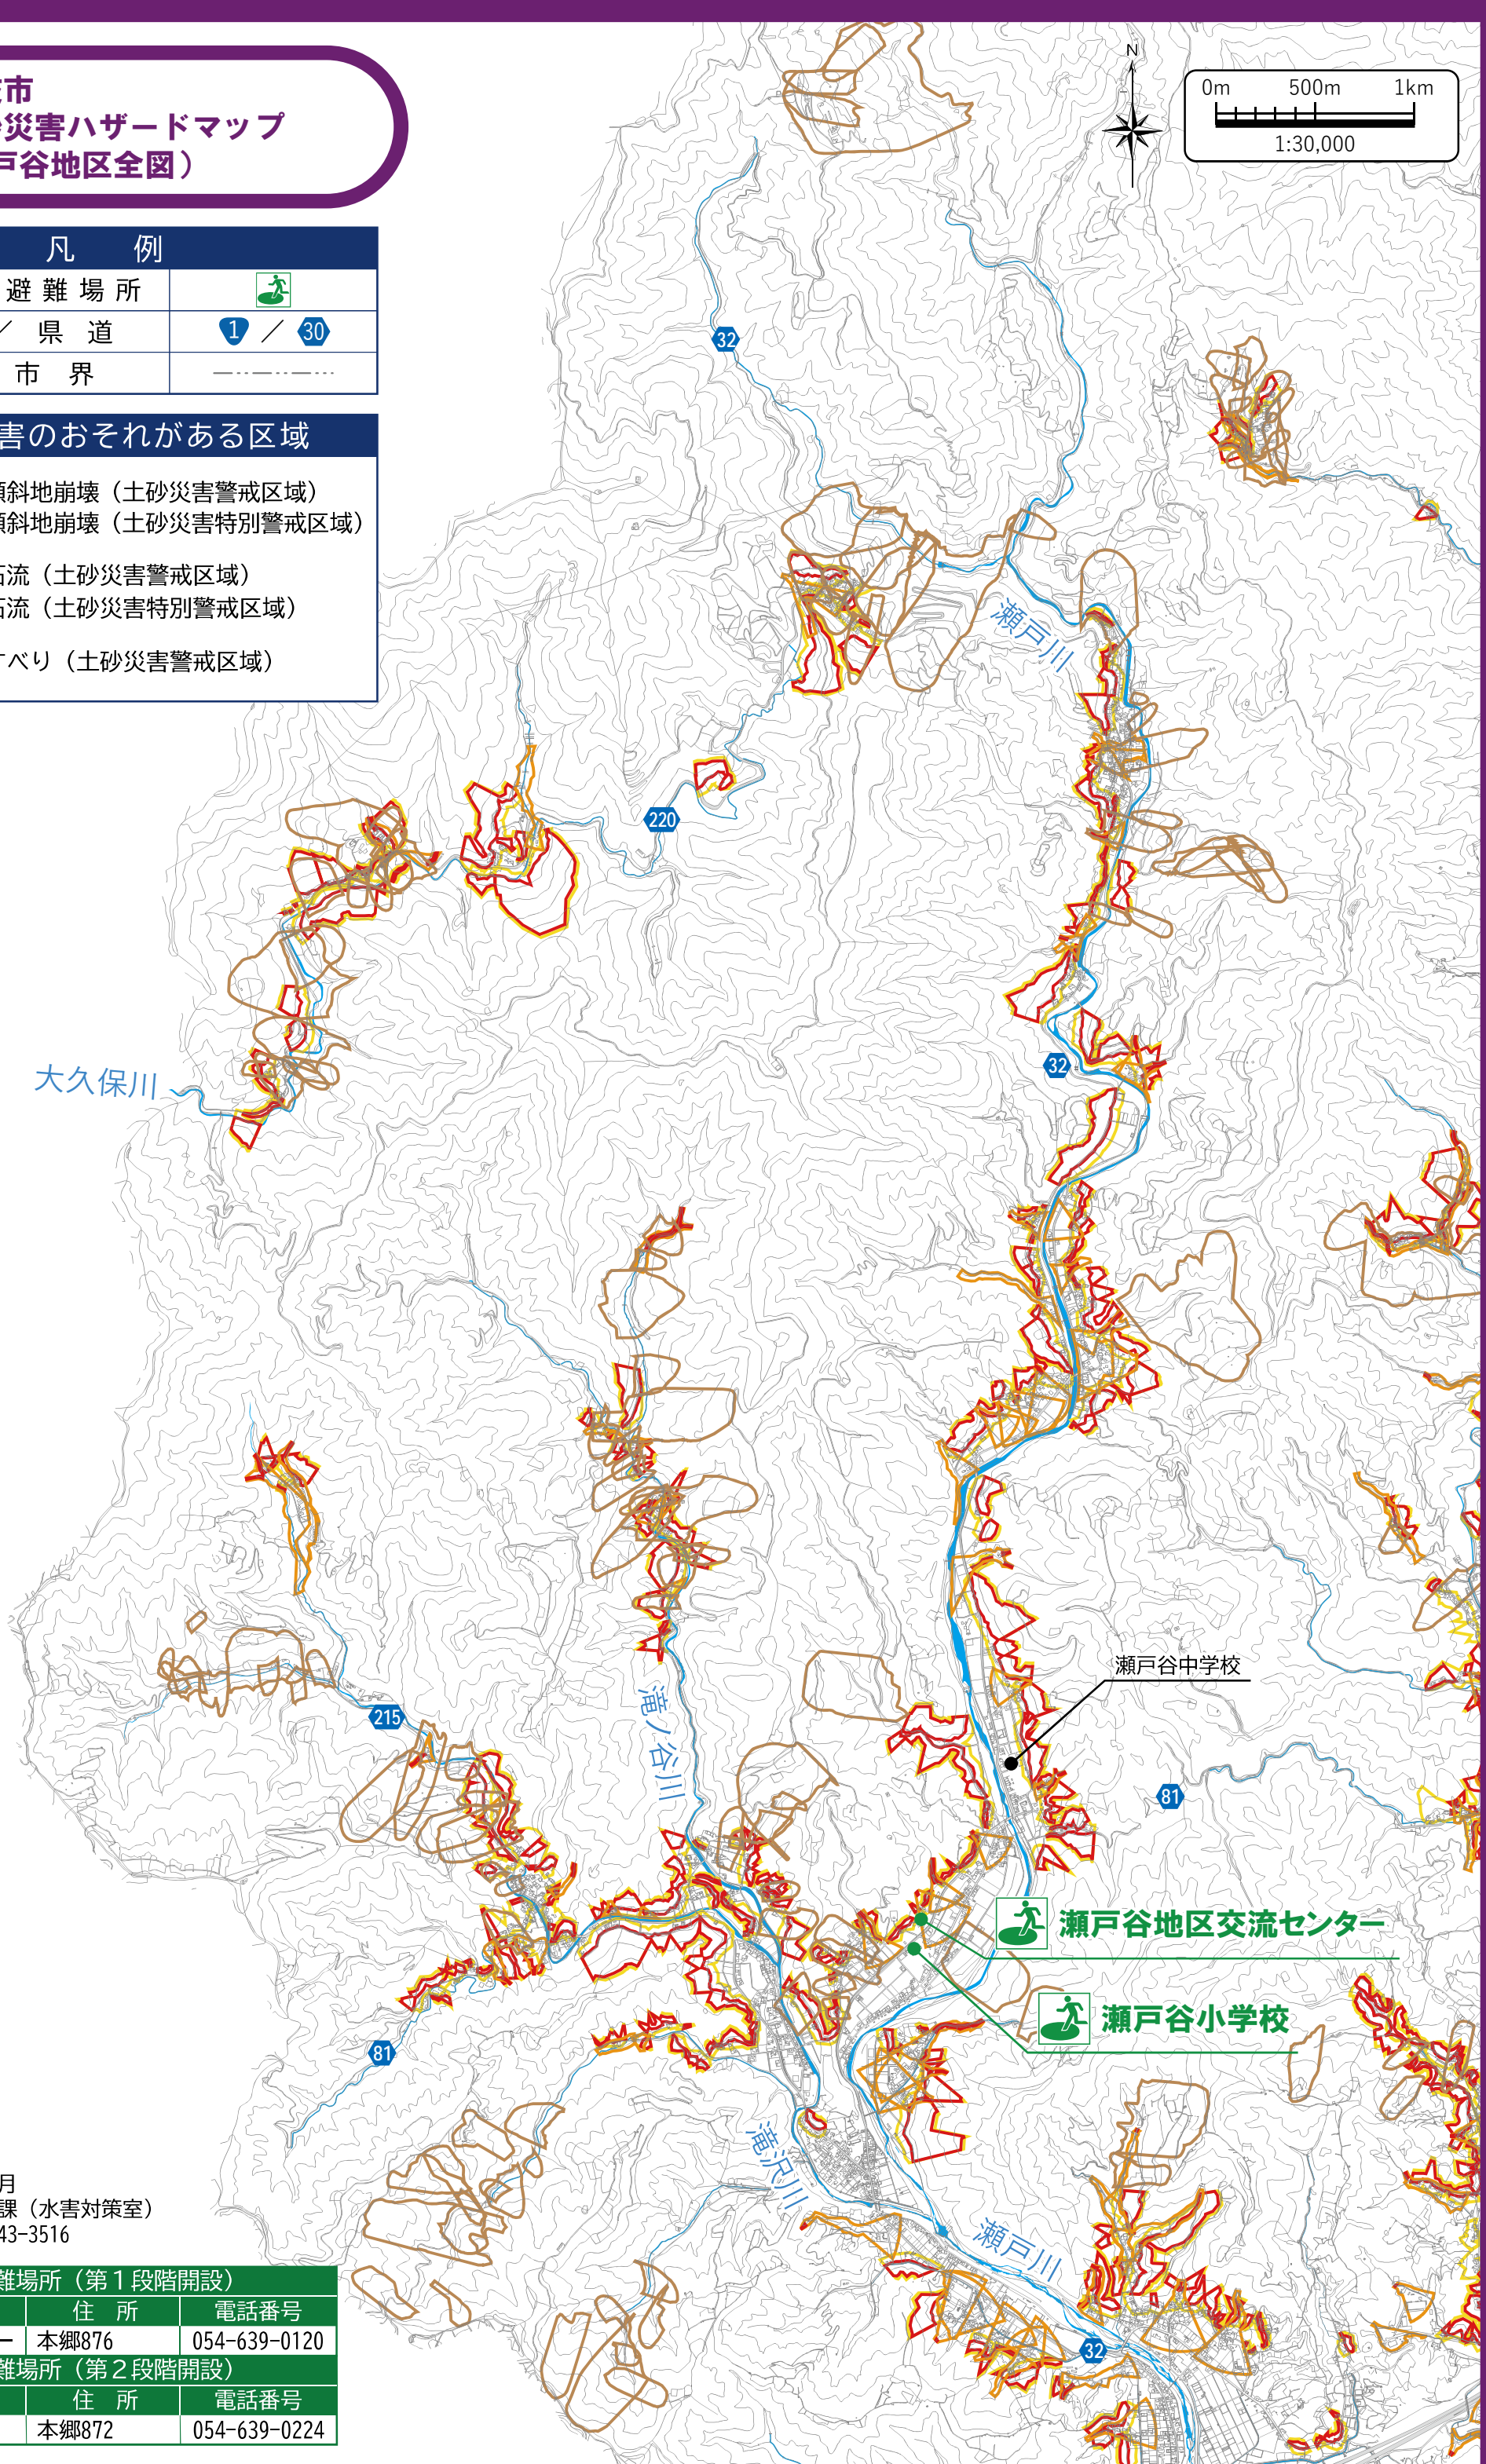 市
災害ハザードマップ
戸谷地区全図）
N
0m 500m 1km
1:30,000
凡 例
避難場所
／ 県 道
1 ／ 30
市 界
害のおそれがある区域
傾斜地崩壊（土砂災害警戒区域）
傾斜地崩壊（土砂災害特別警戒区域）
石流（土砂災害警戒区域）
石流（土砂災害特別警戒区域）
すべり（土砂災害警戒区域）
32
瀬戸川
220
大久保川
32
瀬戸谷中学校
滝ノ谷川
215
81
瀬戸谷地区交流センター
瀬戸谷小学校
81
滝沢川
瀬戸川
32
月
課（水害対策室）
43-3516
難場所（第１段階開設）
住 所 電話番号
ー 本郷876 054-639-0120
難場所（第２段階開設）
住 所 電話番号
本郷872 054-639-0224